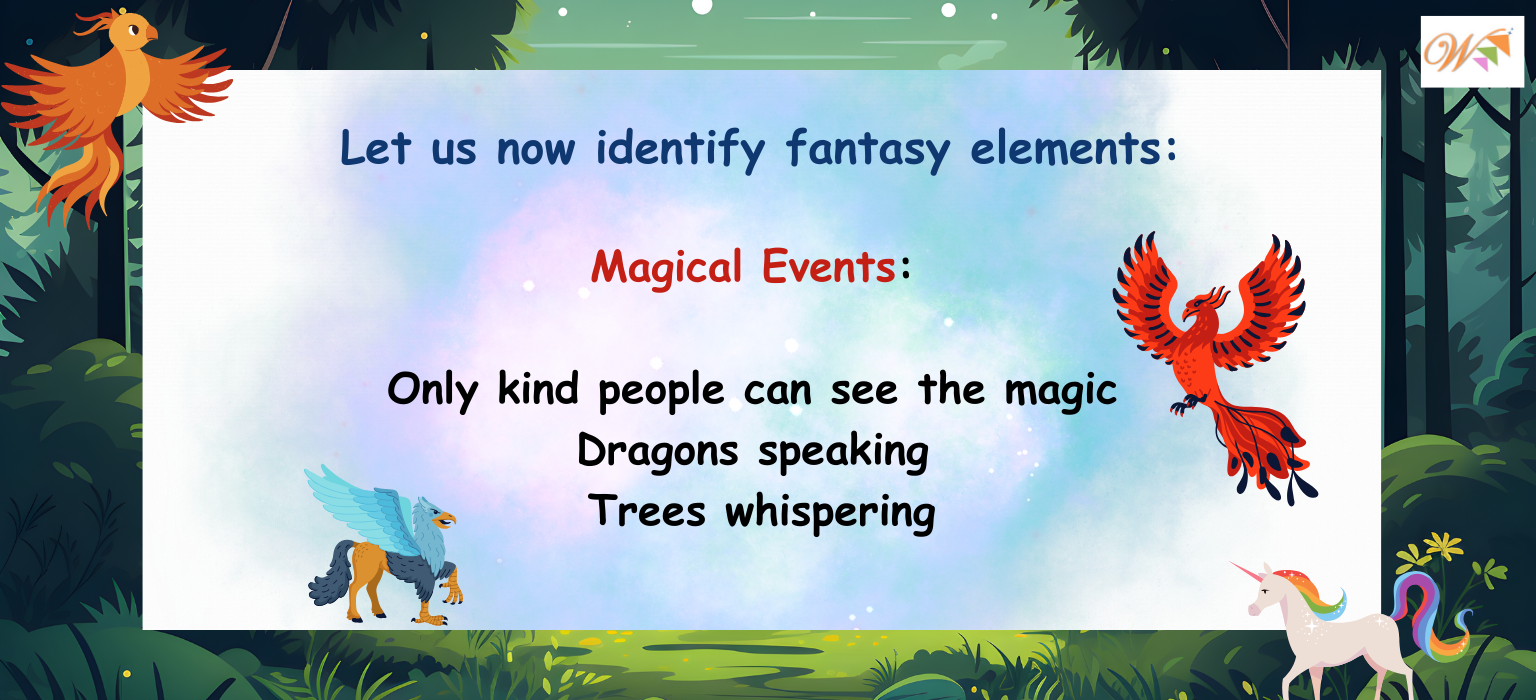 W
Let us now identify fantasy elements:
Magical Events:
Only kind people can see the magic
Dragons speaking
Trees whispering